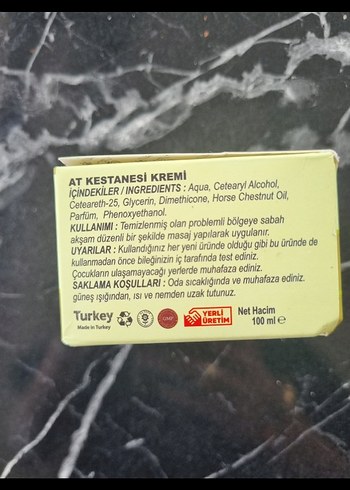 AT KESTANESİ KREMİ
İÇİNDEKİLER / INGREDIENTS : Aqua, Cetearyl Alcohol,
Ceteareth-25, Glycerin, Dimethicone, Horse Chestnut Oil,
Parfüm, Phenoxyethanol.
KULLANIMI : Temizlenmiş olan problemli bölgeye sabah
akşam düzenli bir şekilde masaj yapılarak uygulanır.
UYARILAR : Kullandığınız her yeni üründe olduğu gibi bu üründe de
kullanmadan önce bileğinizin iç tarafında test ediniz.
Çocukların ulaşamayacağı yerlerde muhafaza ediniz.
SAKLAMA KOŞULLARI : Oda sıcaklığında ve muhafaza ediniz.
güneş ışığından, ısı ve nemden uzak tutunuz.
Turkey
Made in Turkey
GMP
YERLİ
ÜRETİM
Net Hacim
100 ml e